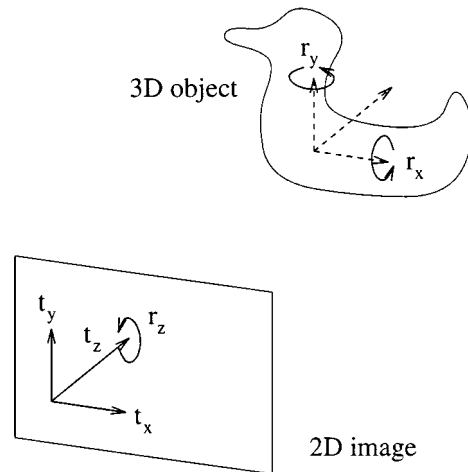 r_y
3D object
r_x
t_y
t_z
r_z
t_x
2D image